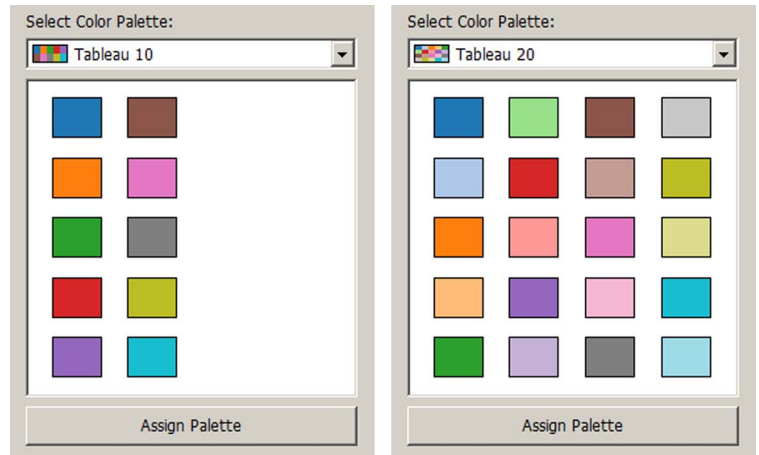 Select Color Palette:
Tableau 10
Assign Palette
Select Color Palette:
Tableau 20
Assign Palette